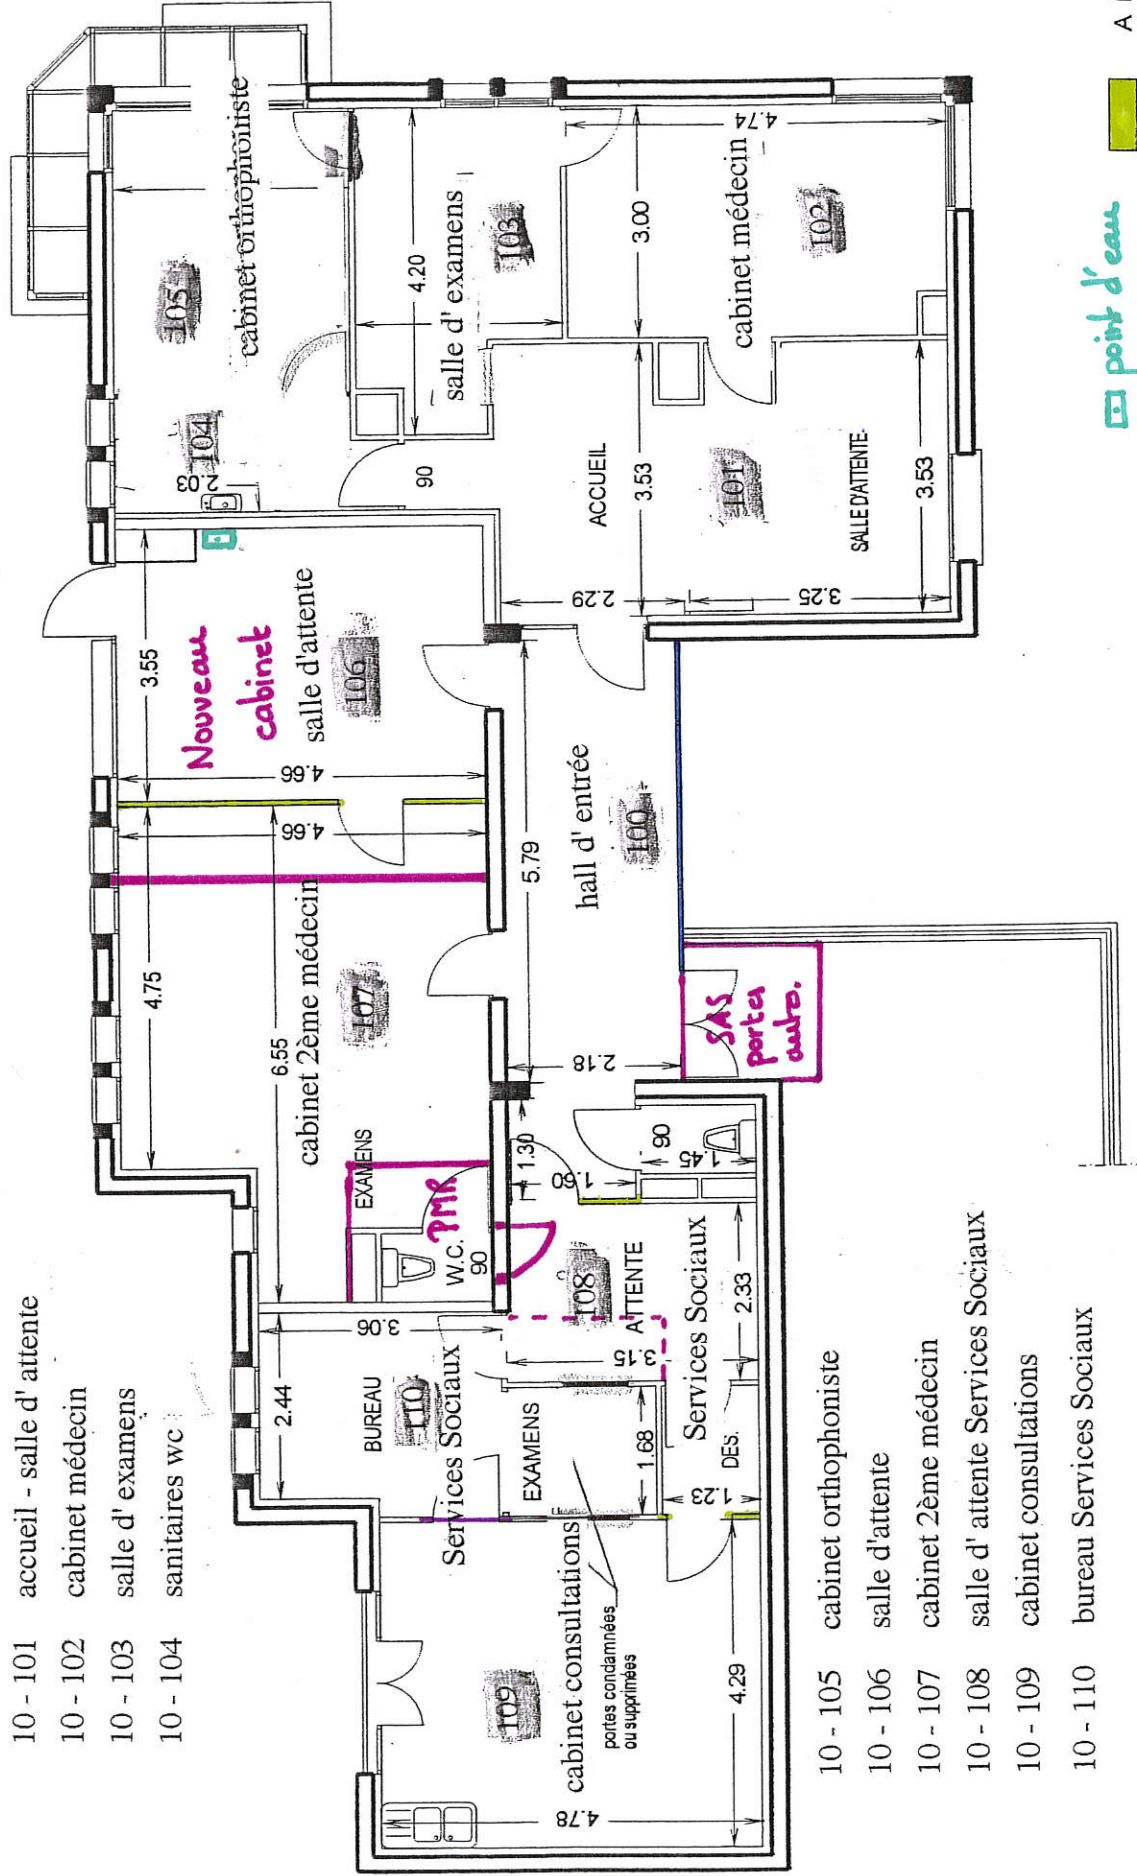 10 - 101 accueil - salle d' attente
10 - 102 cabinet médecin
10 - 103 salle d' examens
10 - 104 sanitaires wc
2.44
3.06
BUREAU
110
Services Sociaux
EXAMENS
1.68
1.23
DES.
109
cabinet consultations
portes condamnées
ou supprimées
4.78
4.29
4.75
6.55
cabinet 2ème médecin
107
EXAMENS
W.C.
PMR
90
1.30
1.60
90
1.45
108
ATTENTE
Services Sociaux
3.15
2.33
4.66
4.66
3.55
Nouveau
cabinet
salle d'attente
106
5.79
hall d' entrée
100
2.18
SAS
portes
auto.
104
2.03
105
cabinet orthophoniste
90
4.20
salle d' examens
103
ACCUEIL
2.29
3.53
101
SALLE D'ATTENTE
3.25
3.53
3.00
4.74
cabinet médecin
102
10 - 105 cabinet orthophoniste
10 - 106 salle d'attente
10 - 107 cabinet 2ème médecin
10 - 108 salle d' attente Services Sociaux
10 - 109 cabinet consultations
10 - 110 bureau Services Sociaux
point d'eau
A